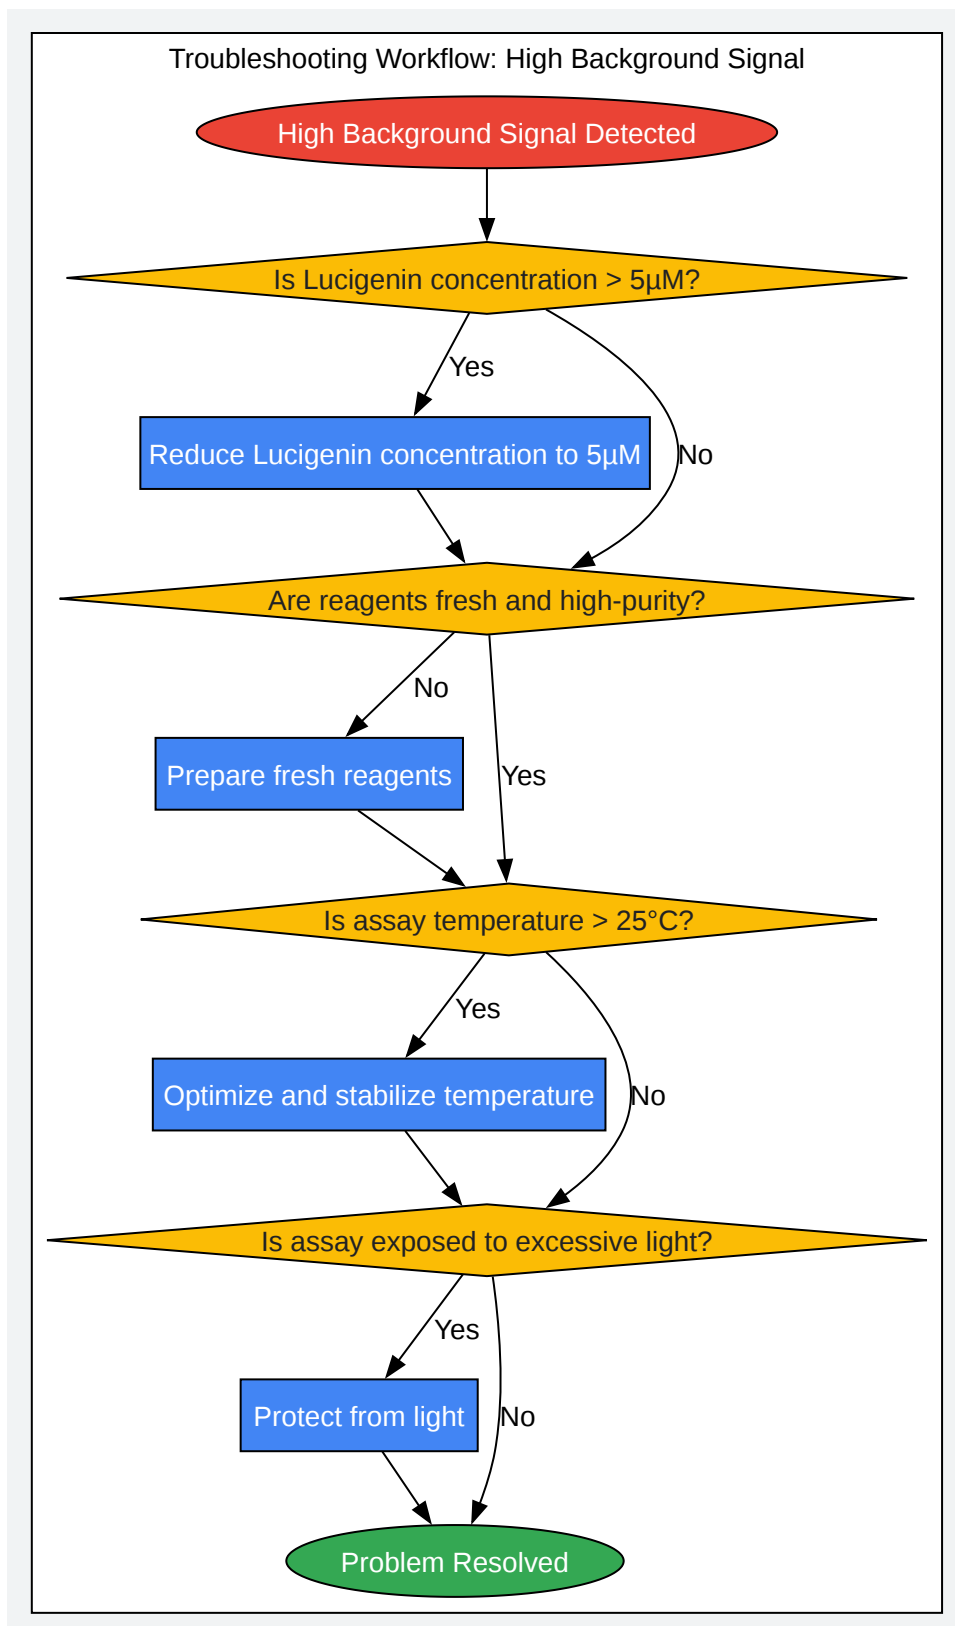 Troubleshooting Workflow: High Background Signal
High Background Signal Detected
Is Lucigenin concentration > 5µM?
Yes
Reduce Lucigenin concentration to 5µM
No
Are reagents fresh and high-purity?
No
Prepare fresh reagents
Yes
Is assay temperature > 25°C?
Yes
Optimize and stabilize temperature
No
Is assay exposed to excessive light?
Yes
Protect from light
No
Problem Resolved